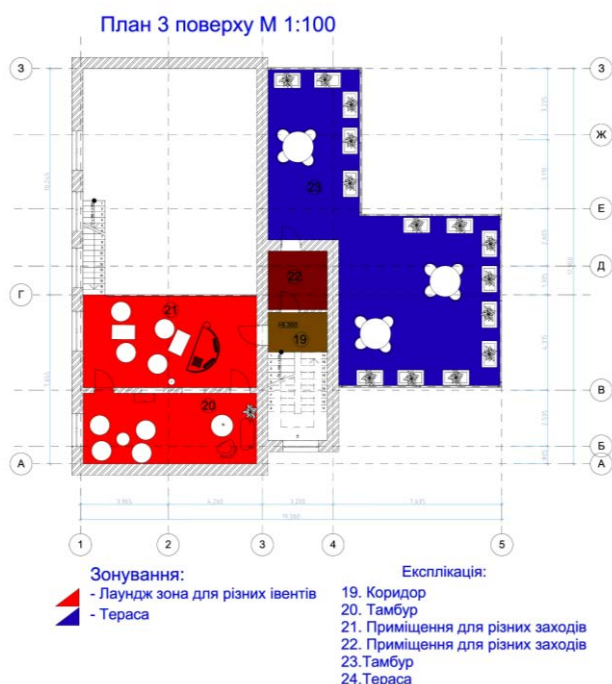 План 3 поверху М 1:100
З
З
Ж
Е
Д
Г
В
Б
А
А
23
22
21
19
20
1
2
3
4
5
Зонування:
- Лаундж зона для різних івентів
- Тераса
Експлікація:
19. Коридор
20. Тамбур
21. Приміщення для різних заходів
22. Приміщення для різних заходів
23.Тамбур
24.Тераса